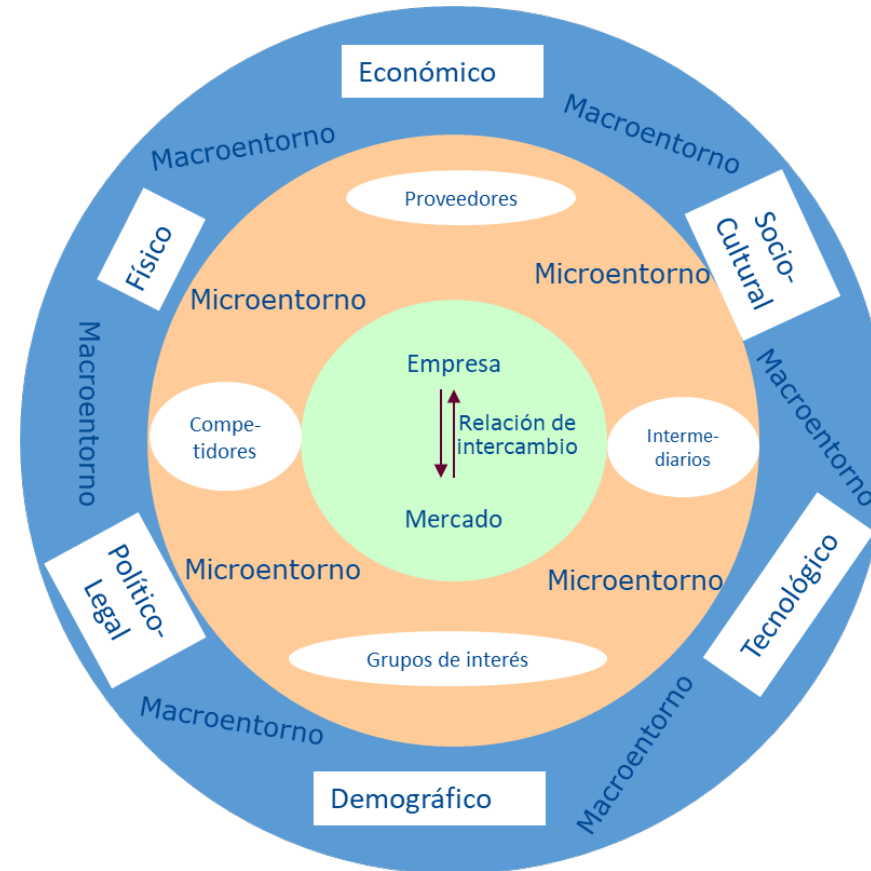 Económico
Macroentorno
Macroentorno
Proveedores
Socio-
Cultural
Físico
Microentorno
Microentorno
Empresa
Macroentorno
Macroentorno
Compe-
tidores
Relación de
intercambio
Interme-
diarios
Mercado
Político-
Legal
Microentorno
Microentorno
Tecnológico
Grupos de interés
Macroentorno
Macroentorno
Demográfico